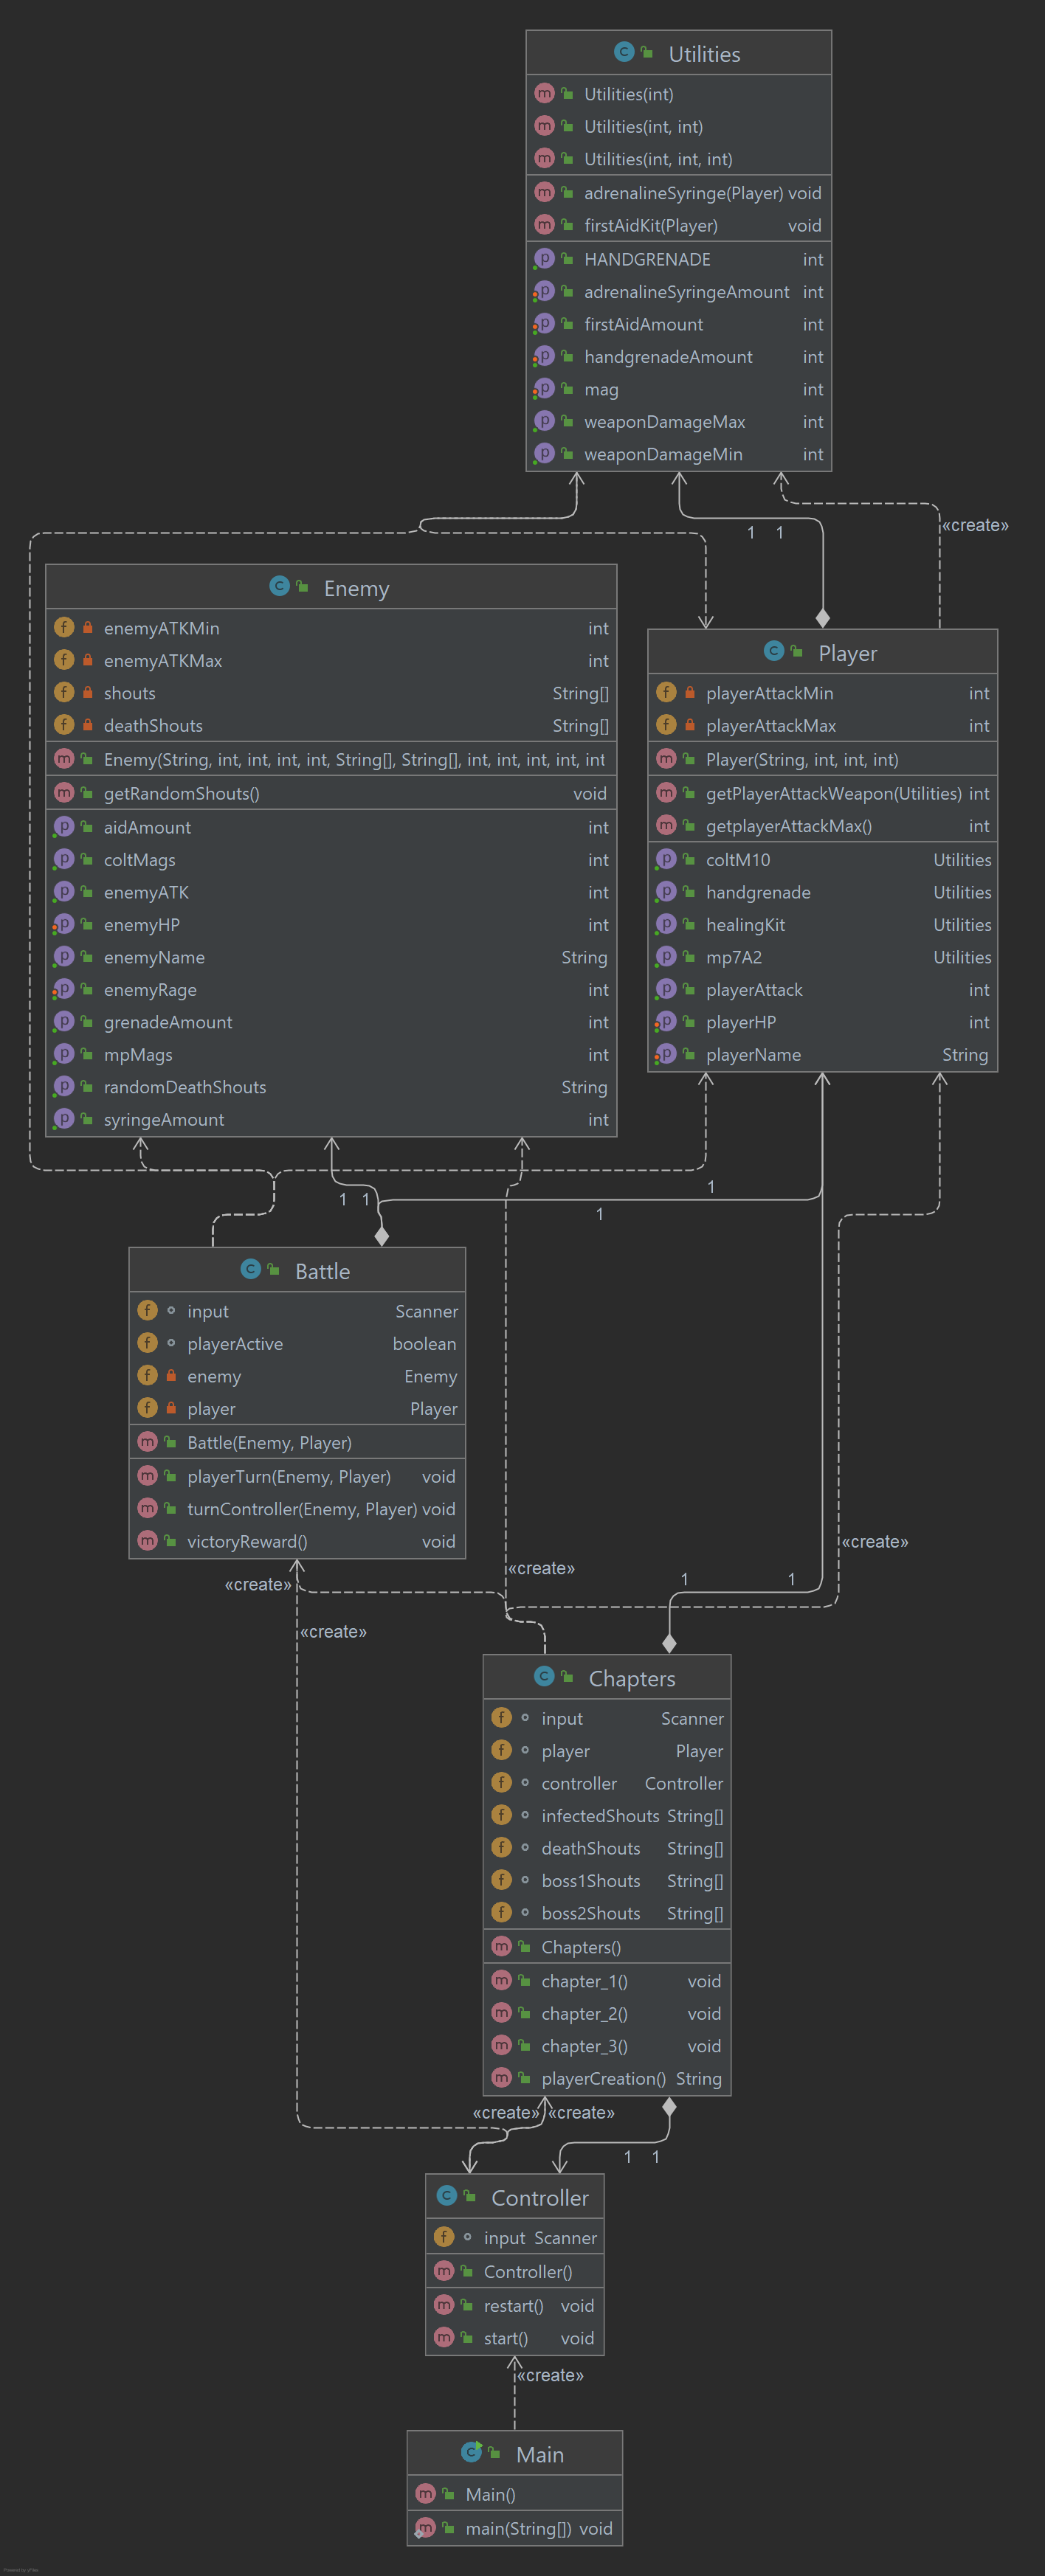 Utilities
Utilities(int)
Utilities(int, int)
Utilities(int, int, int)
adrenalineSyringe(Player) void
firstAidKit(Player) void
HANDGRENADE int
adrenalineSyringeAmount int
firstAidAmount int
handgrenadeAmount int
mag int
weaponDamageMax int
weaponDamageMin int
«create»
1 1
Enemy
enemyATKMin int
enemyATKMax int
shouts String[]
deathShouts String[]
Enemy(String, int, int, int, int, String[], String[], int, int, int, int, int
getRandomShouts() void
aidAmount int
coltMags int
enemyATK int
enemyHP int
enemyName String
enemyRage int
grenadeAmount int
mpMags int
randomDeathShouts String
syringeAmount int
Player
playerAttackMin int
playerAttackMax int
Player(String, int, int, int)
getPlayerAttackWeapon(Utilities) int
getplayerAttackMax() int
coltM10 Utilities
handgrenade Utilities
healingKit Utilities
mp7A2 Utilities
playerAttack int
playerHP int
playerName String
1 1
1
1
Battle
input Scanner
playerActive boolean
enemy Enemy
player Player
Battle(Enemy, Player)
playerTurn(Enemy, Player) void
turnController(Enemy, Player) void
victoryReward() void
«create»
«create»
«create»
«create»
1 1
Chapters
input Scanner
player Player
controller Controller
infectedShouts String[]
deathShouts String[]
boss1Shouts String[]
boss2Shouts String[]
Chapters()
chapter_1() void
chapter_2() void
chapter_3() void
playerCreation() String
«create» «create»
1 1
Controller
input Scanner
Controller()
restart() void
start() void
«create»
Main
Main()
main(String[]) void
Powered by yFiles